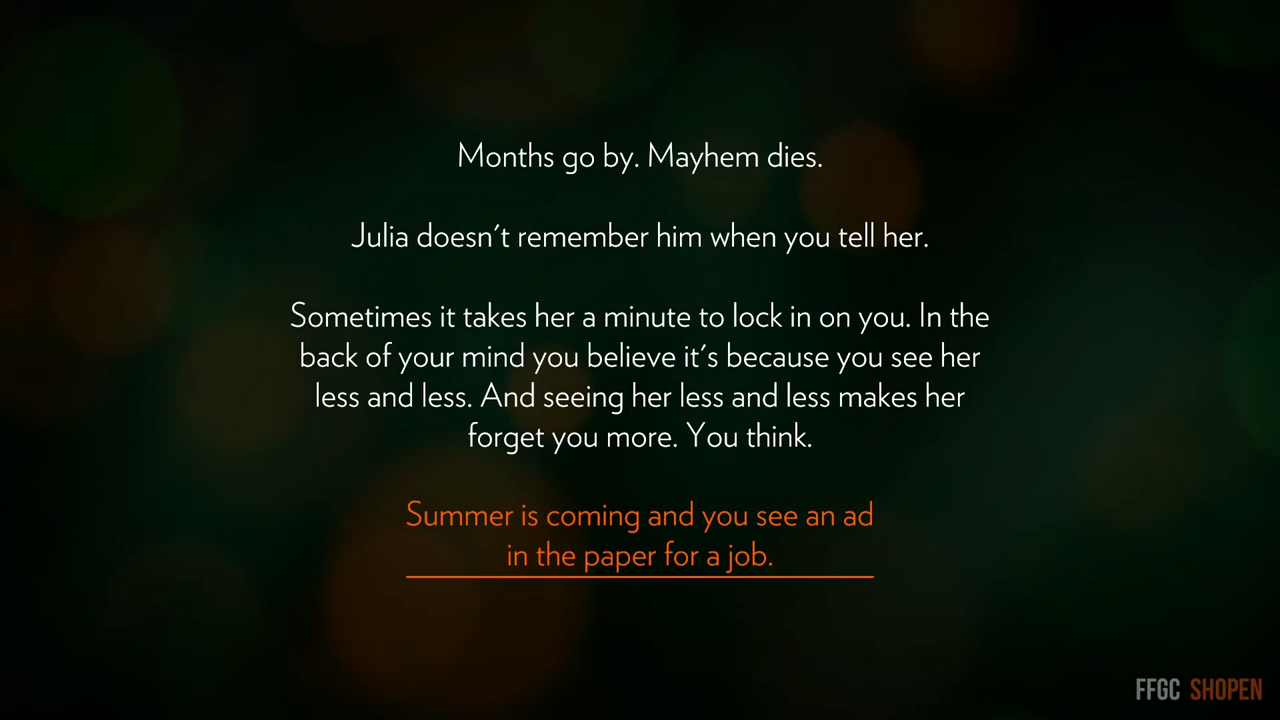 Months go by. Mayhem dies.
Julia doesn't remember him when you tell her.
Sometimes it takes her a minute to lock in on you. In the
back of your mind you believe it's because you see her
less and less. And seeing her less and less makes her
forget you more. You think.
Summer is coming and you see an ad
in the paper for a job.
FFGC SHOPEN